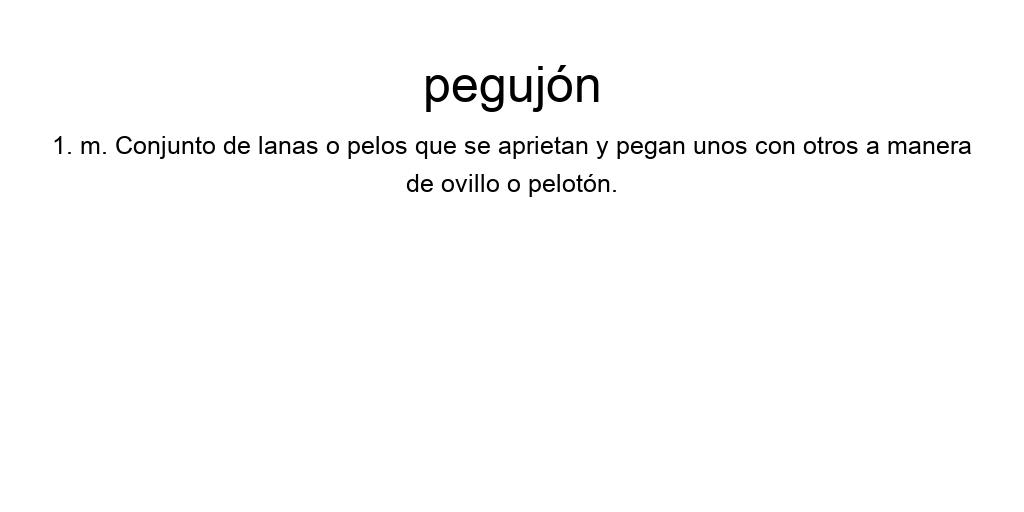 pegujón
1. m. Conjunto de lanas o pelos que se aprietan y pegan unos con otros a manera
de ovillo o pelotón.